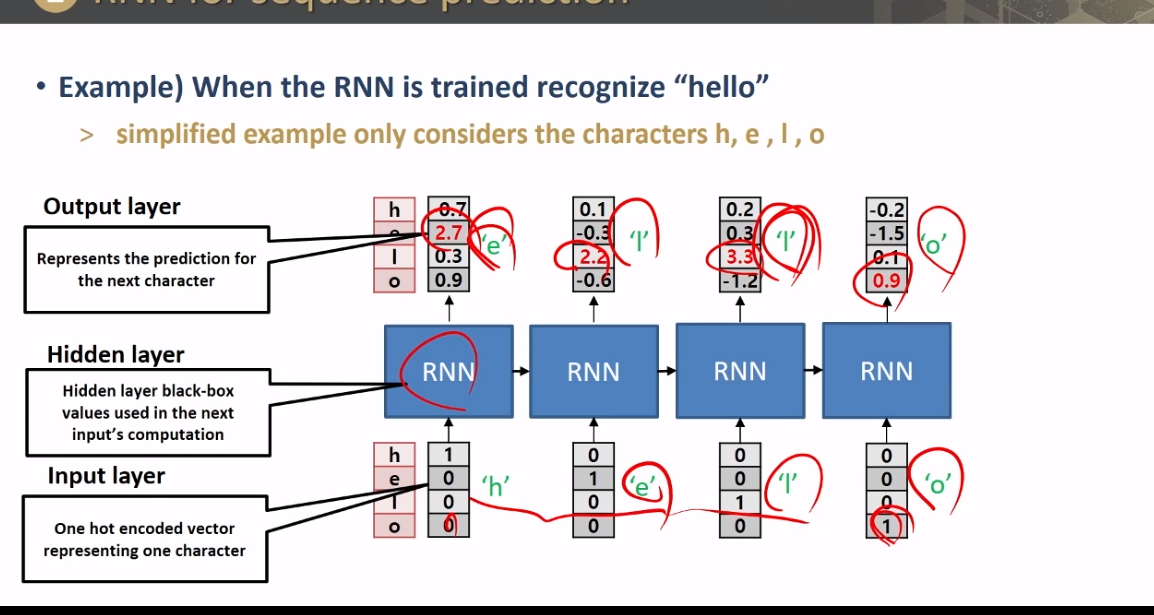 RNN for sequence prediction
• Example) When the RNN is trained recognize “hello”
> simplified example only considers the characters h, e , l , o
Output layer
Represents the prediction for
the next character
h 0.7 0.1 0.2 -0.2
e 2.7 ‘e’ -0.3 ‘l’ 0.3 ‘l’ -1.5 ‘o’
l 0.3 2.2 3.3 0.1
o 0.9 -0.6 -1.2 0.9
Hidden layer
Hidden layer black-box
values used in the next
input’s computation
RNN RNN RNN RNN
Input layer
One hot encoded vector
representing one character
h 1 0 0 0
e 0 ‘h’ 1 ‘e’ 0 ‘l’ 0 ‘o’
l 0 0 1 0
o 0 0 0 1